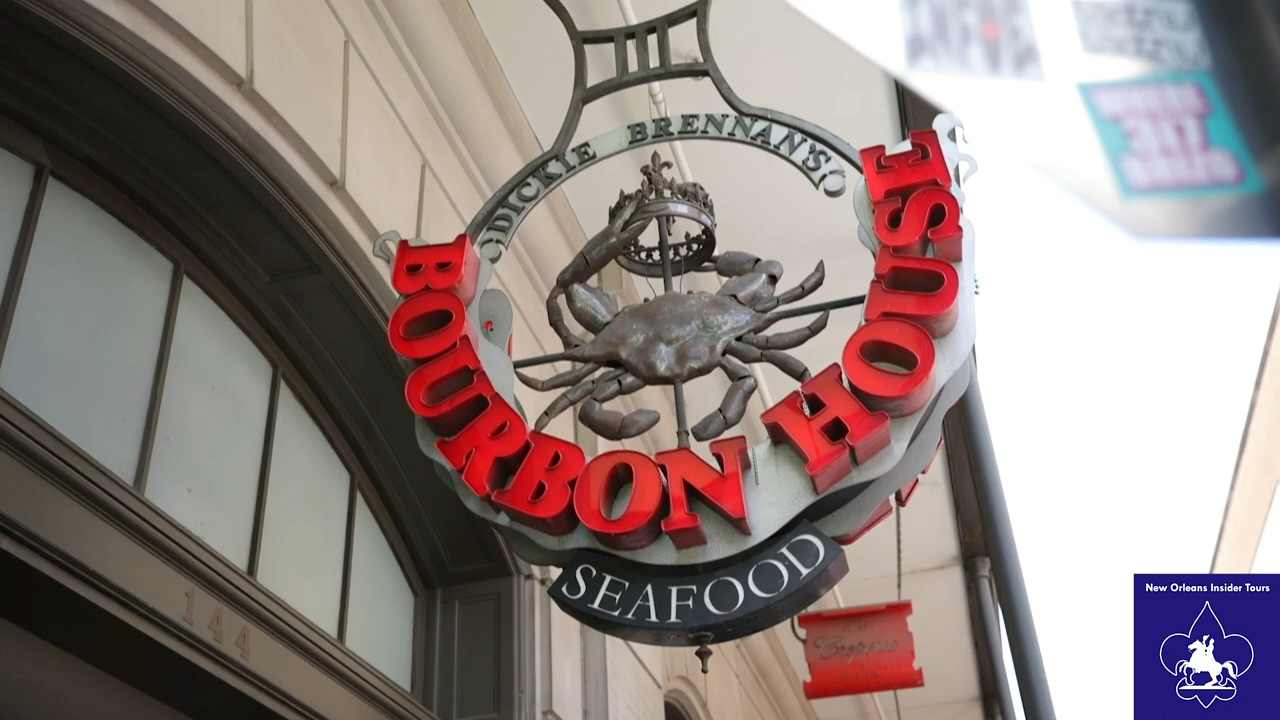 DICKIE BRENNAN'S
BOURBON HOUSE
SEAFOOD
144
New Orleans Insider Tours